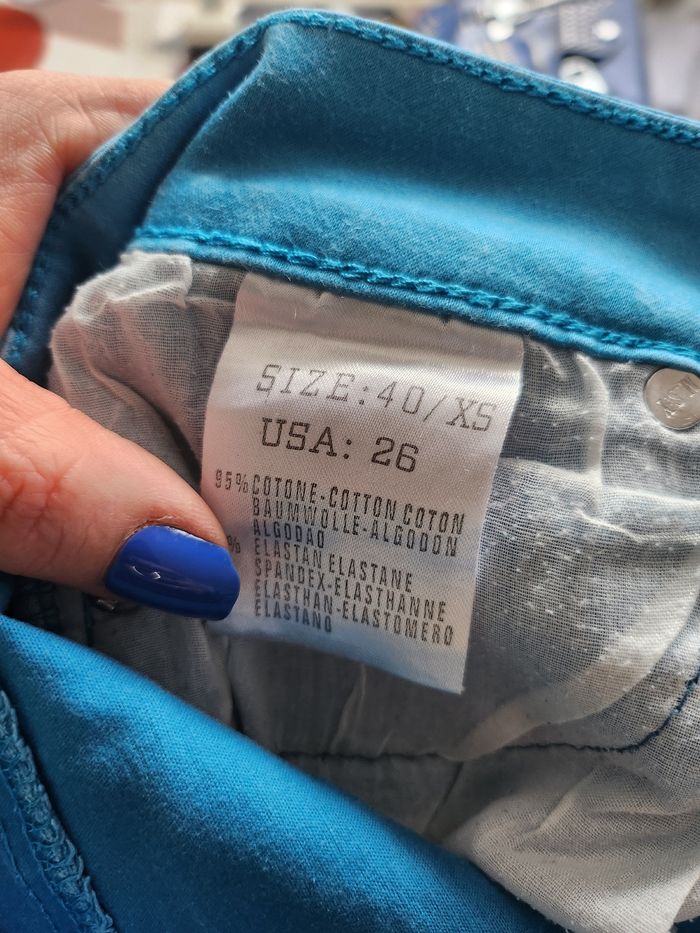 SIZE:40/XS
USA: 26
95% COTONE-COTTON COTON
BAUMWOLLE-ALGODON
ALGODAO
% ELASTAN ELASTANE
SPANDEX-ELASTHANNE
ELASTHAN-ELASTOMERO
ELASTANO